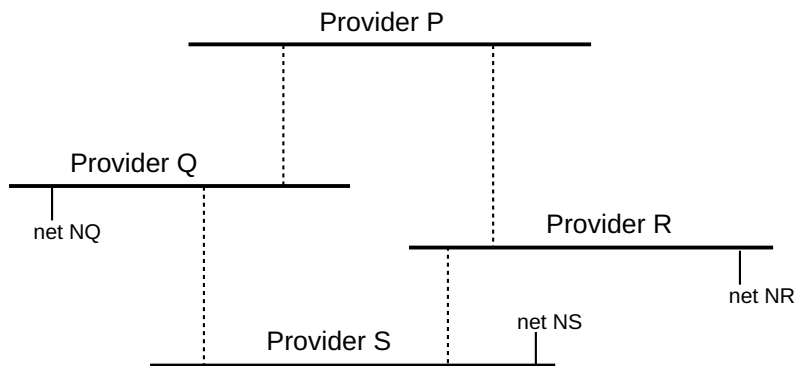 Provider P
Provider Q
net NQ
Provider R
net NR
net NS
Provider S